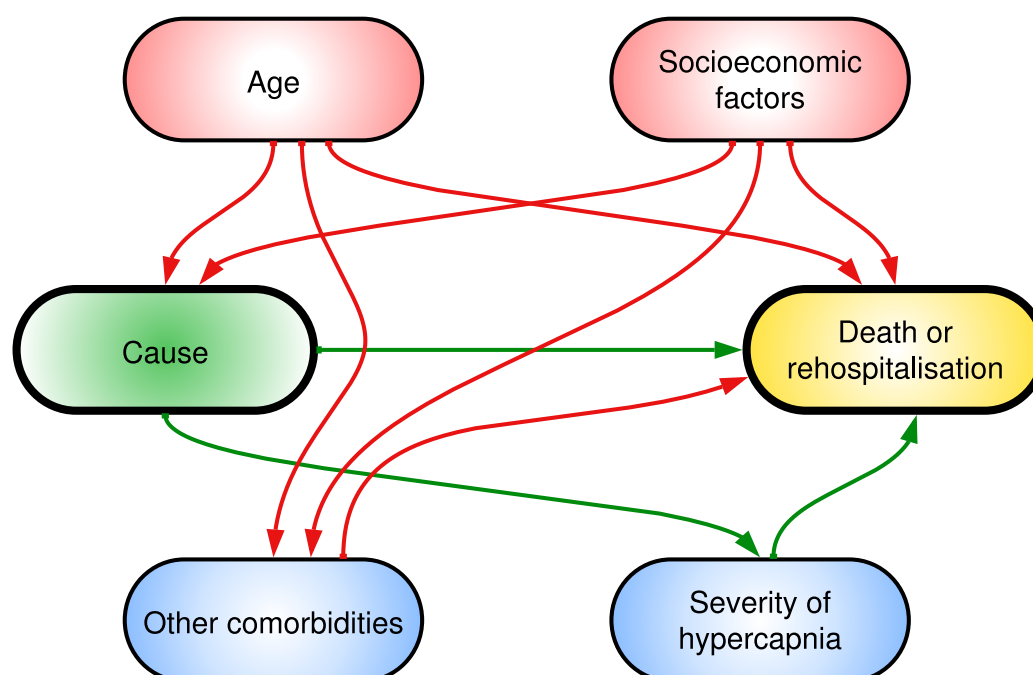 Age
Socioeconomic
factors
Cause
Death or
rehospitalisation
Other comorbidities
Severity of
hypercapnia